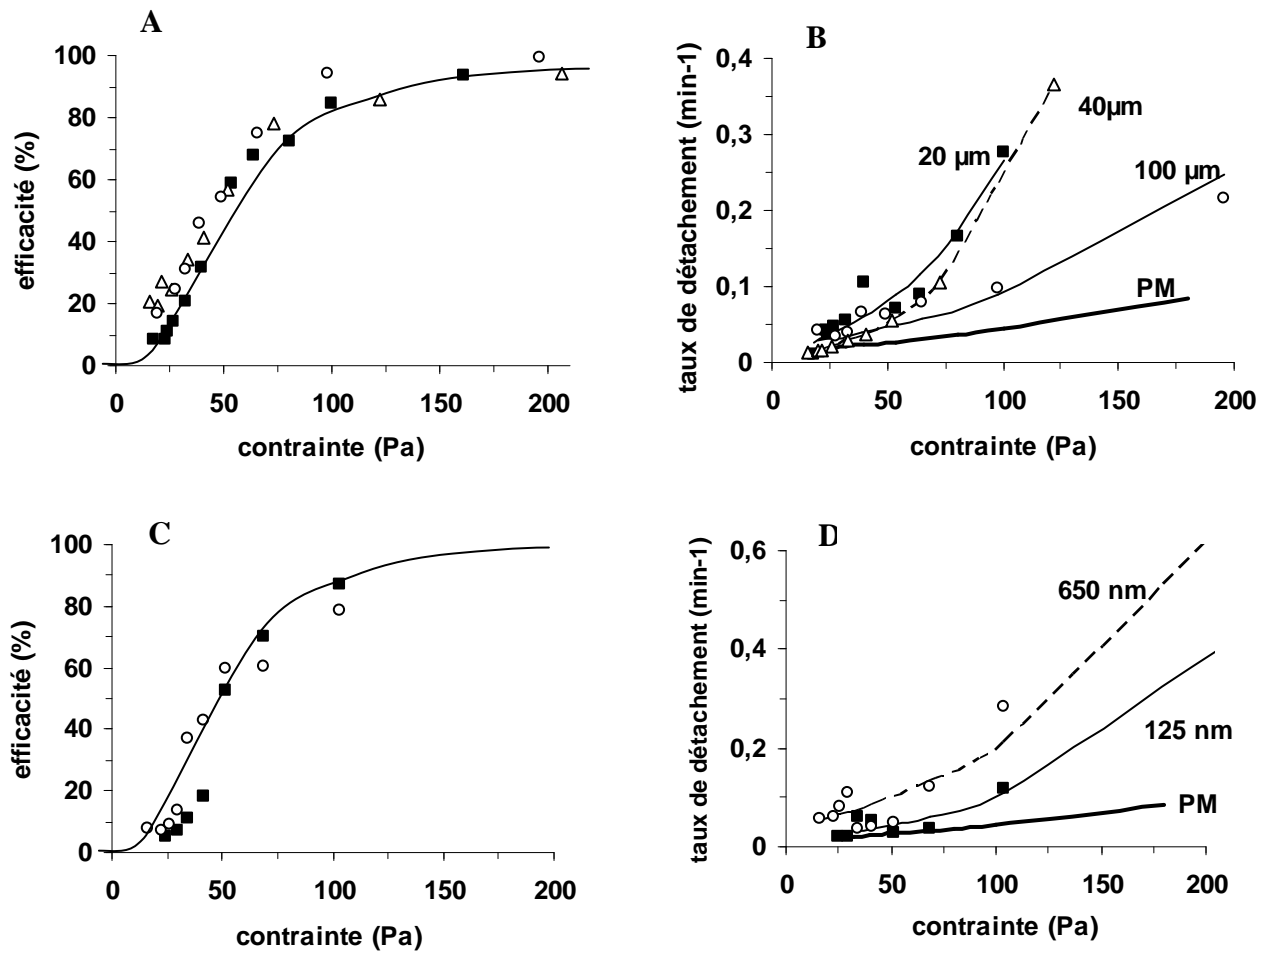 A
efficacité (%)
100
80
60
40
20
0
0 50 100 150 200
contrainte (Pa)
B
taux de détachement (min-1)
0,4
0,3
0,2
0,1
0
40µm
20 µm
100 µm
PM
0 50 100 150 200
contrainte (Pa)
C
efficacité (%)
100
80
60
40
20
0
0 50 100 150 200
contrainte (Pa)
D
taux de détachement (min-1)
0,6
0,4
0,2
0
650 nm
125 nm
PM
0 50 100 150 200
contrainte (Pa)